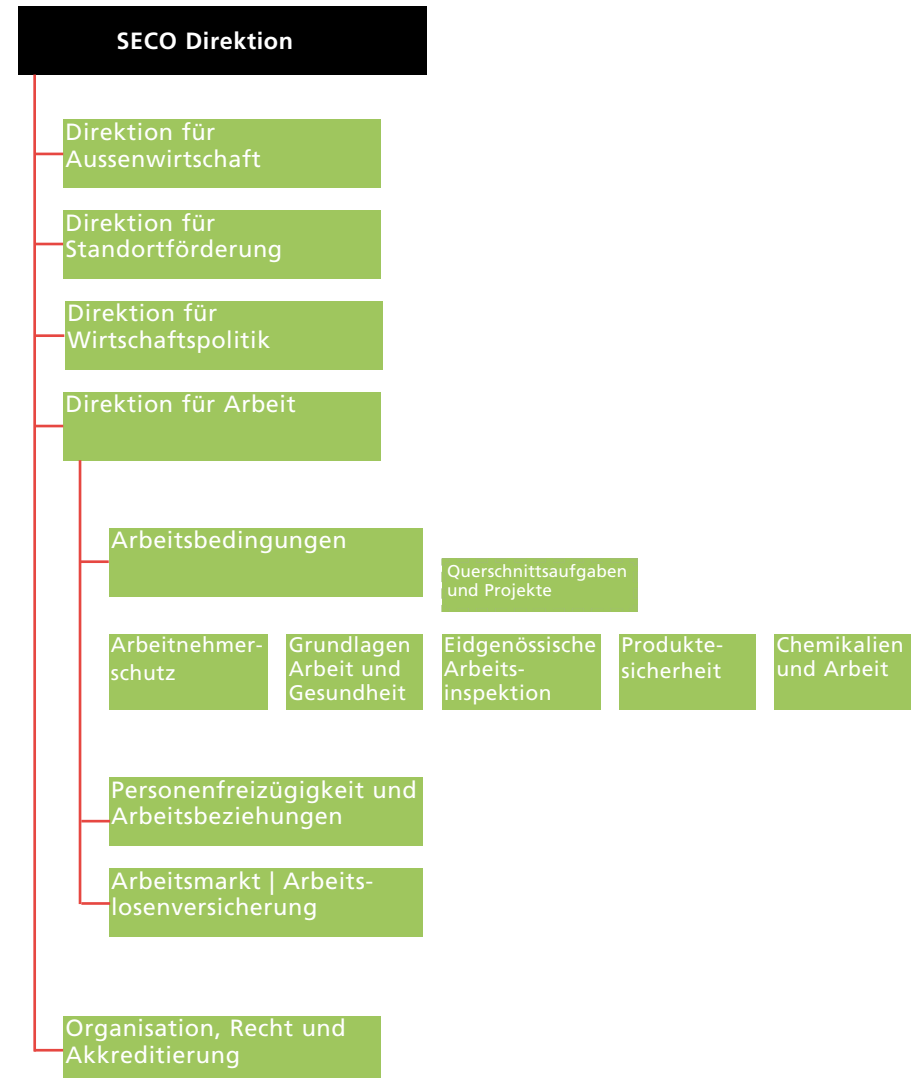 SECO Direktion
Direktion für
Aussenwirtschaft
Direktion für
Standortförderung
Direktion für
Wirtschaftspolitik
Direktion für Arbeit
Arbeitsbedingungen
Querschnittsaufgaben
und Projekte
Arbeitnehmer-
schutz
Grundlagen
Arbeit und
Gesundheit
Eidgenössische
Arbeits-
inspektion
Produkte-
sicherheit
Chemikalien
und Arbeit
Personenfreizügigkeit und
Arbeitsbeziehungen
Arbeitsmarkt | Arbeits-
losenversicherung
Organisation, Recht und
Akkreditierung